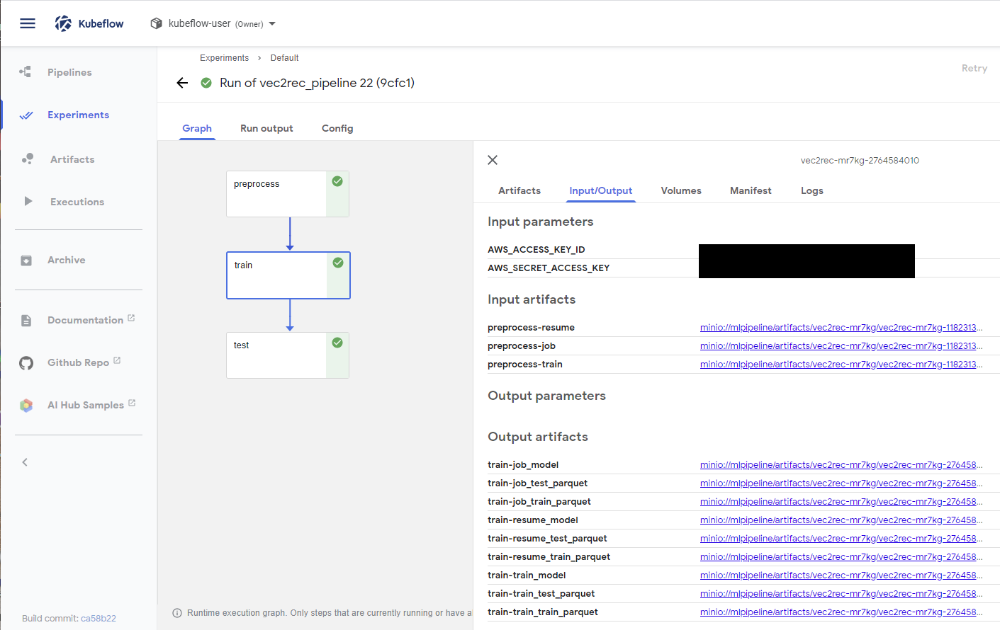 Kubeflow
kubeflow-user (Owner)
Pipelines
Experiments
Artifacts
Executions
Archive
Documentation
Github Repo
AI Hub Samples
Build commit: ca58b22
Experiments > Default
Retry
Run of vec2rec_pipeline 22 (9cfc1)
Graph Run output Config
preprocess
train
test
Runtime execution graph. Only steps that are currently running or have a
vec2rec-mr7kg-2764584010
Artifacts Input/Output Volumes Manifest Logs
Input parameters
AWS_ACCESS_KEY_ID
AWS_SECRET_ACCESS_KEY
Input artifacts
preprocess-resume minio://mlpipeline/artifacts/vec2rec-mr7kg/vec2rec-mr7kg-1182313...
preprocess-job minio://mlpipeline/artifacts/vec2rec-mr7kg/vec2rec-mr7kg-1182313...
preprocess-train minio://mlpipeline/artifacts/vec2rec-mr7kg/vec2rec-mr7kg-1182313...
Output parameters
Output artifacts
train-job_model minio://mlpipeline/artifacts/vec2rec-mr7kg/vec2rec-mr7kg-276458...
train-job_test_parquet minio://mlpipeline/artifacts/vec2rec-mr7kg/vec2rec-mr7kg-276458...
train-job_train_parquet minio://mlpipeline/artifacts/vec2rec-mr7kg/vec2rec-mr7kg-276458...
train-resume_model minio://mlpipeline/artifacts/vec2rec-mr7kg/vec2rec-mr7kg-276458...
train-resume_test_parquet minio://mlpipeline/artifacts/vec2rec-mr7kg/vec2rec-mr7kg-276458...
train-resume_train_parquet minio://mlpipeline/artifacts/vec2rec-mr7kg/vec2rec-mr7kg-276458...
train-train_model minio://mlpipeline/artifacts/vec2rec-mr7kg/vec2rec-mr7kg-276458...
train-train_test_parquet minio://mlpipeline/artifacts/vec2rec-mr7kg/vec2rec-mr7kg-276458...
train-train_train_parquet minio://mlpipeline/artifacts/vec2rec-mr7kg/vec2rec-mr7kg-276458...